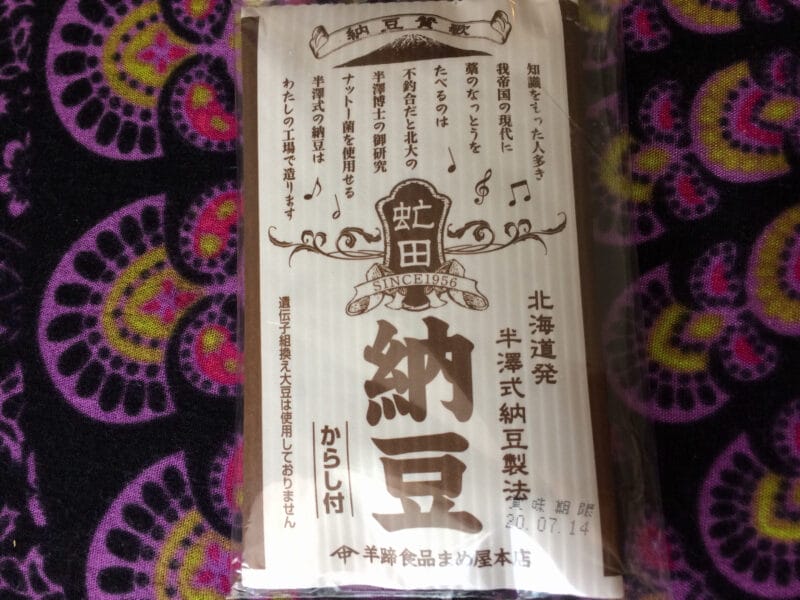 納豆賛歌
知識をもった人多き
我帝国の現代に
藁のなっとうを
たべるのは
不釣合だと北大の
半澤博士の御研究
ナットー菌を使用せる
半澤式の納豆は
わたしの工場で造ります
虻田
SINCE1956
北海道発
半澤式納豆製法
納豆
からし付
遺伝子組換え大豆は使用しておりません
賞味期限
20.07.14
羊蹄食品まめ屋本店